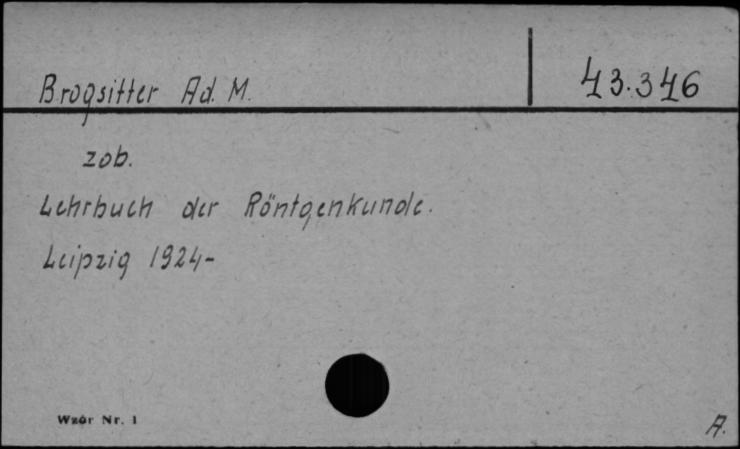 Brogsitter Ad. M. 43.346
zob.
Lehrbuch der Röntgenkunde.
Leipzig 1924-
Wzór Nr. 1
A.